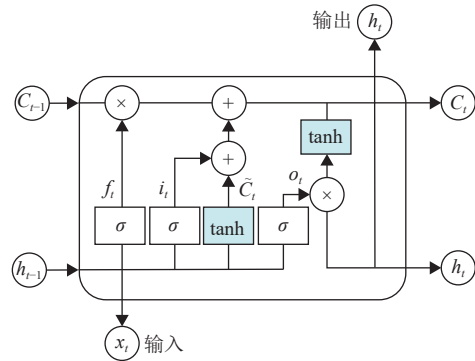 输出 h_t
C_{t−1} × + C_t
tanh
+
f_t i_t C̃_t o_t ×
σ σ tanh σ
h_{t−1} h_t
x_t 输入